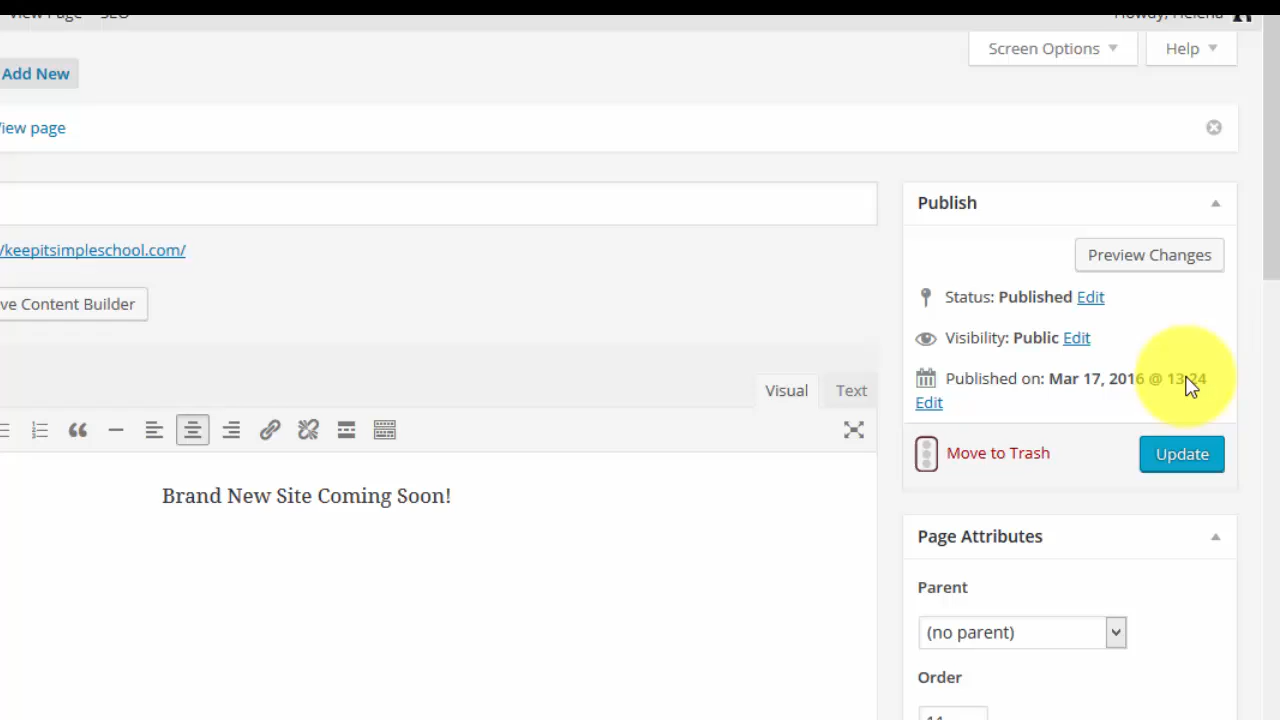 View Page SEO Howdy, Helena
Screen Options Help
Add New
View page
Publish
/keepitsimpleschool.com/
Preview Changes
ve Content Builder
Status: Published Edit
Visibility: Public Edit
Published on: Mar 17, 2016 @ 13:24
Edit
Visual Text
Move to Trash Update
Brand New Site Coming Soon!
Page Attributes
Parent
(no parent)
Order